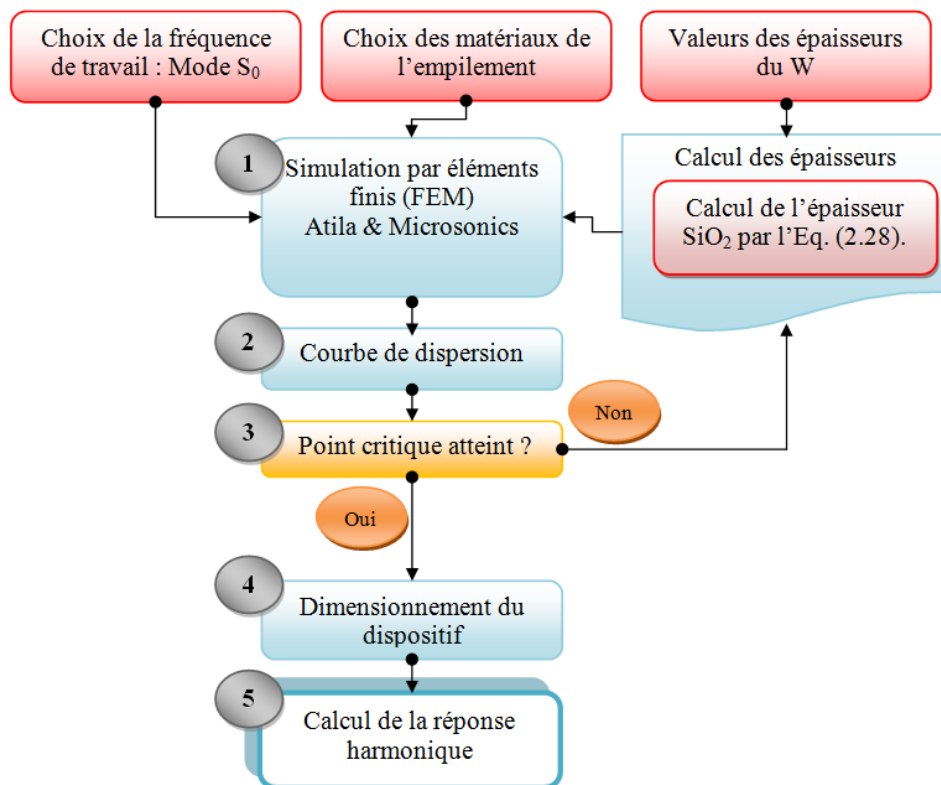 Choix de la fréquence
de travail : Mode S₀
Choix des matériaux de
l’empilement
Valeurs des épaisseurs
du W
1
Simulation par éléments
finis (FEM)
Atila & Microsonics
Calcul des épaisseurs
Calcul de l’épaisseur
SiO₂ par l’Eq. (2.28).
2
Courbe de dispersion
3
Point critique atteint ?
Non
Oui
4
Dimensionnement du
dispositif
5
Calcul de la réponse
harmonique